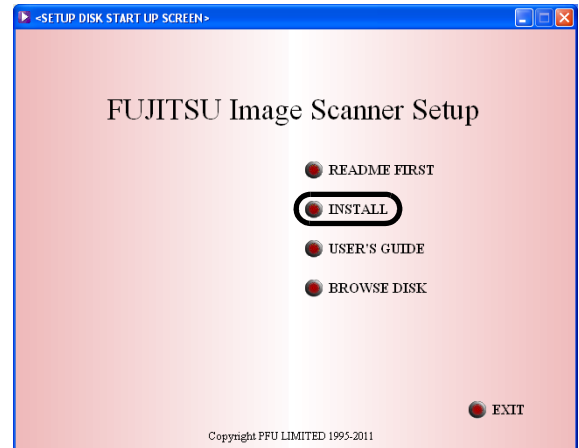 <SETUP DISK START UP SCREEN>
FUJITSU Image Scanner Setup
README FIRST
INSTALL
USER'S GUIDE
BROWSE DISK
EXIT
Copyright PFU LIMITED 1995-2011